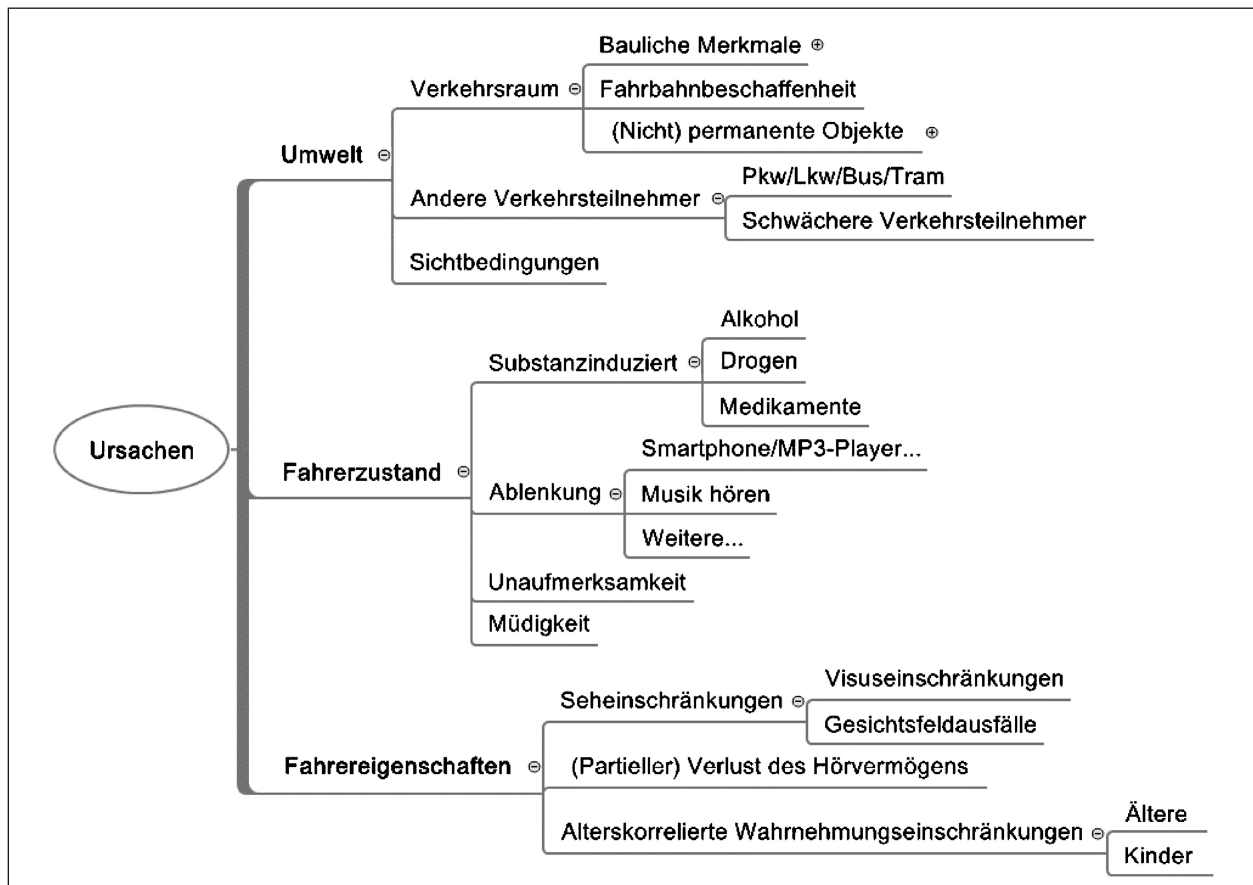 Ursachen
Umwelt
Verkehrsraum
Bauliche Merkmale
Fahrbahnbeschaffenheit
(Nicht) permanente Objekte
Andere Verkehrsteilnehmer
Pkw/Lkw/Bus/Tram
Schwächere Verkehrsteilnehmer
Sichtbedingungen
Fahrerzustand
Substanzinduziert
Alkohol
Drogen
Medikamente
Ablenkung
Smartphone/MP3-Player...
Musik hören
Weitere...
Unaufmerksamkeit
Müdigkeit
Fahrereigenschaften
Seheinschränkungen
Visuseinschränkungen
Gesichtsfeldausfälle
(Partieller) Verlust des Hörvermögens
Alterskorrelierte Wahrnehmungseinschränkungen
Ältere
Kinder